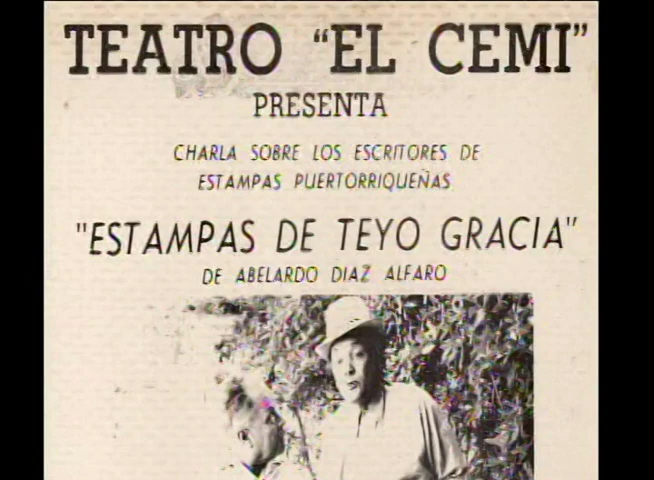 TEATRO "EL CEMI"
PRESENTA
CHARLA SOBRE LOS ESCRITORES DE
ESTAMPAS PUERTORRIQUEÑAS
"ESTAMPAS DE TEYO GRACIA"
DE ABELARDO DIAZ ALFARO